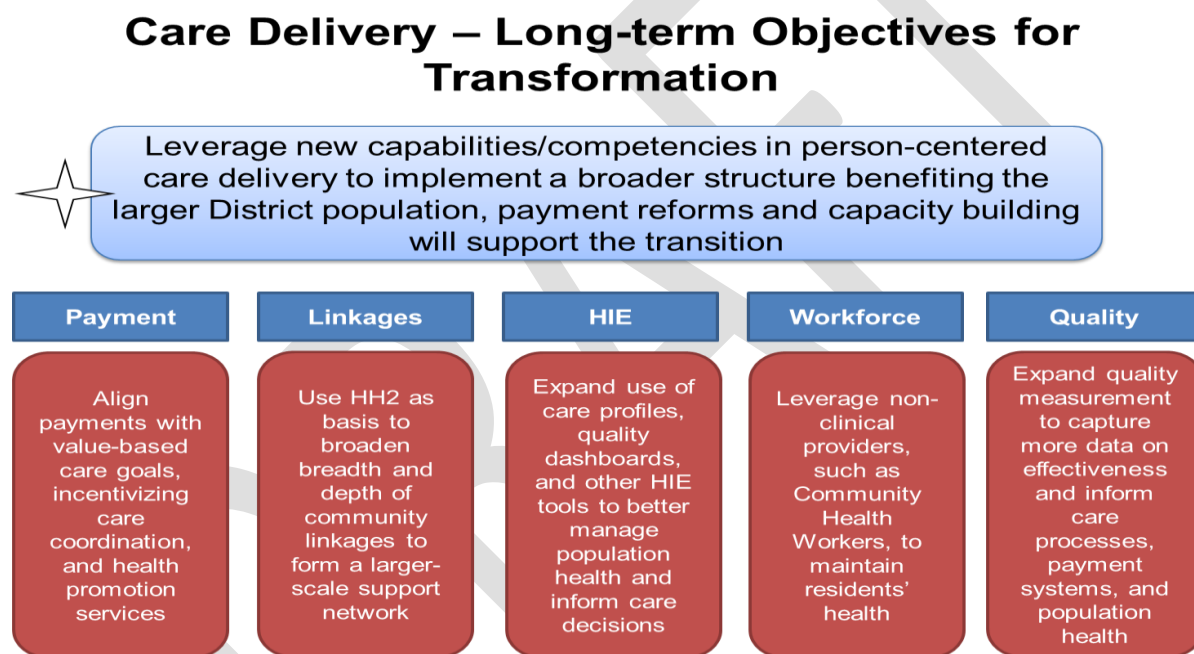 Care Delivery – Long-term Objectives for
Transformation
Leverage new capabilities/competencies in person-centered
care delivery to implement a broader structure benefiting the
larger District population, payment reforms and capacity building
will support the transition
Payment
Align
payments with
value-based
care goals,
incentivizing
care
coordination,
and health
promotion
services
Linkages
Use HH2 as
basis to
broaden
breadth and
depth of
community
linkages to
form a larger-
scale support
network
HIE
Expand use of
care profiles,
quality
dashboards,
and other HIE
tools to better
manage
population
health and
inform care
decisions
Workforce
Leverage non-
clinical
providers,
such as
Community
Health
Workers, to
maintain
residents’
health
Quality
Expand quality
measurement
to capture
more data on
effectiveness
and inform
care
processes,
payment
systems, and
population
health